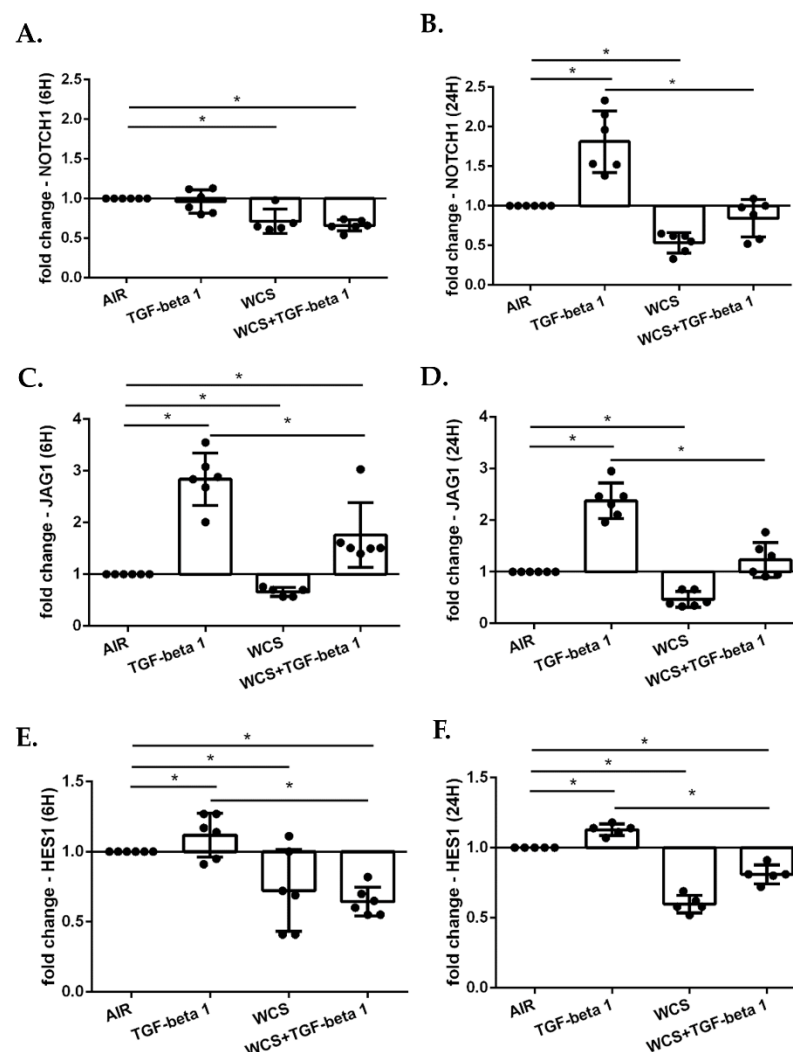 A.
fold change - NOTCH1 (6H)
2.5
2.0
1.5
1.0
0.5
0.0
*
*
AIR
TGF-beta 1
WCS
WCS+TGF-beta 1
B.
fold change - NOTCH1 (24H)
2.5
2.0
1.5
1.0
0.5
0.0
*
*
*
AIR
TGF-beta 1
WCS
WCS+TGF-beta 1
C.
fold change - JAG1 (6H)
4
3
2
1
0
*
*
*
*
AIR
TGF-beta 1
WCS
WCS+TGF-beta 1
D.
fold change - JAG1 (24H)
4
3
2
1
0
*
*
*
AIR
TGF-beta 1
WCS
WCS+TGF-beta 1
E.
fold change - HES1 (6H)
1.5
1.0
0.5
0.0
*
*
*
*
AIR
TGF-beta 1
WCS
WCS+TGF-beta 1
F.
fold change - HES1 (24H)
1.5
1.0
0.5
0.0
*
*
*
*
AIR
TGF-beta 1
WCS
WCS+TGF-beta 1